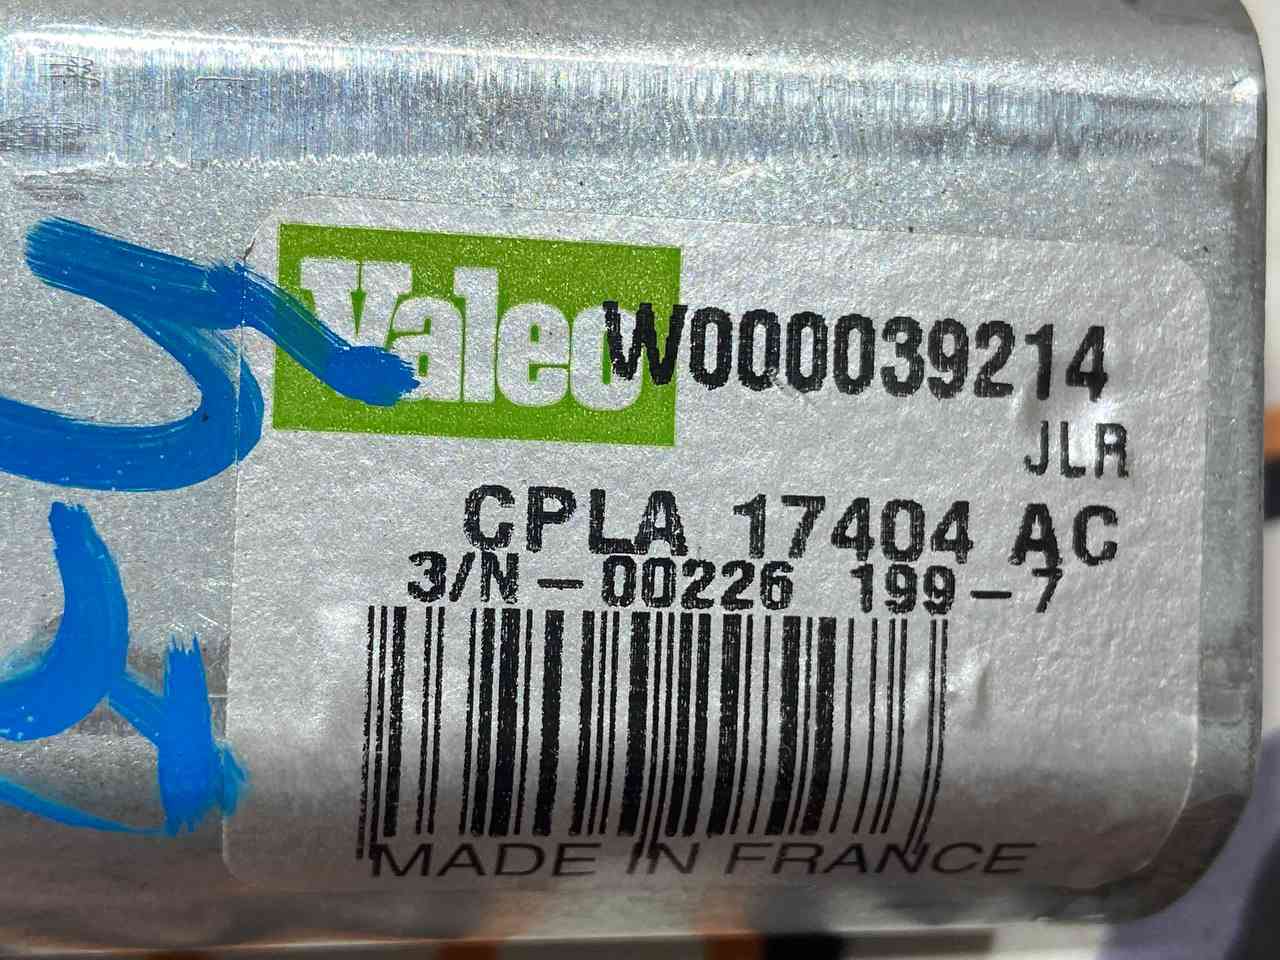 Valeo W000039214
JLR
CPLA 17404 AC
3/N-00226 199-7
MADE IN FRANCE